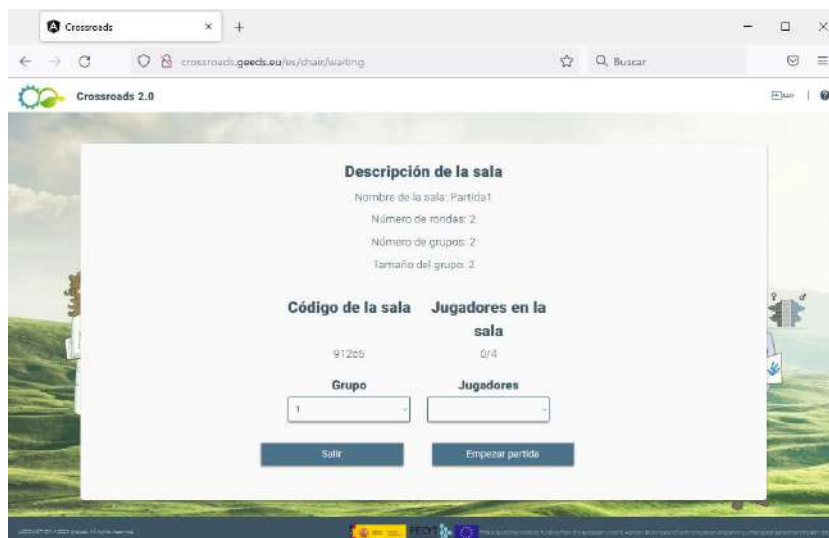 Crossroads
crossroads.geeds.eu/es/chair/waiting
Buscar
Crossroads 2.0
Descripción de la sala
Nombre de la sala: Partida1
Número de rondas: 2
Número de grupos: 2
Tamaño del grupo: 2
Código de la sala
Jugadores en la
sala
912c5
0/4
Grupo
Jugadores
1
Salir
Empezar partida
FECYT